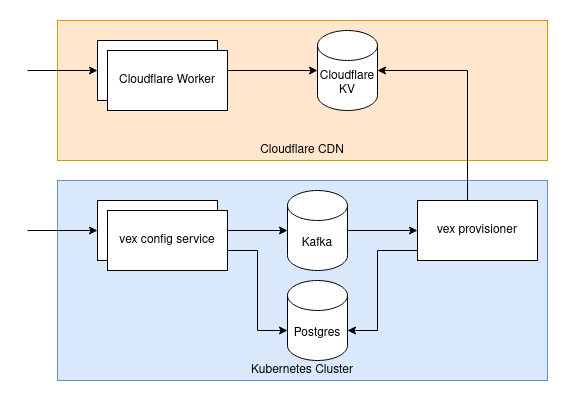 Cloudflare Worker
Cloudflare
KV
Cloudflare CDN
vex config service
Kafka
vex provisioner
Postgres
Kubernetes Cluster